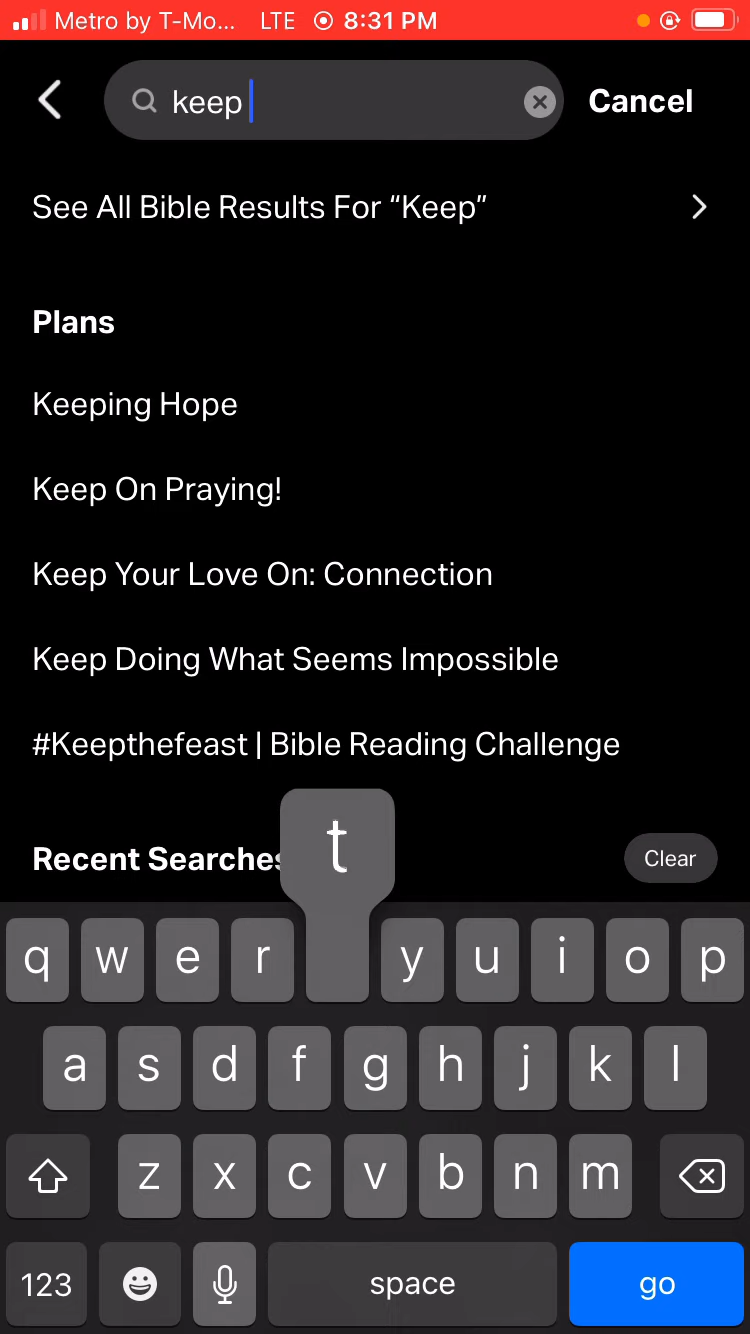 Metro by T-Mo... LTE 8:31 PM
keep Cancel
See All Bible Results For “Keep”
Plans
Keeping Hope
Keep On Praying!
Keep Your Love On: Connection
Keep Doing What Seems Impossible
#Keepthefeast | Bible Reading Challenge
Recent Searches Clear
t
q w e r y u i o p
a s d f g h j k l
z x c v b n m
123 space go